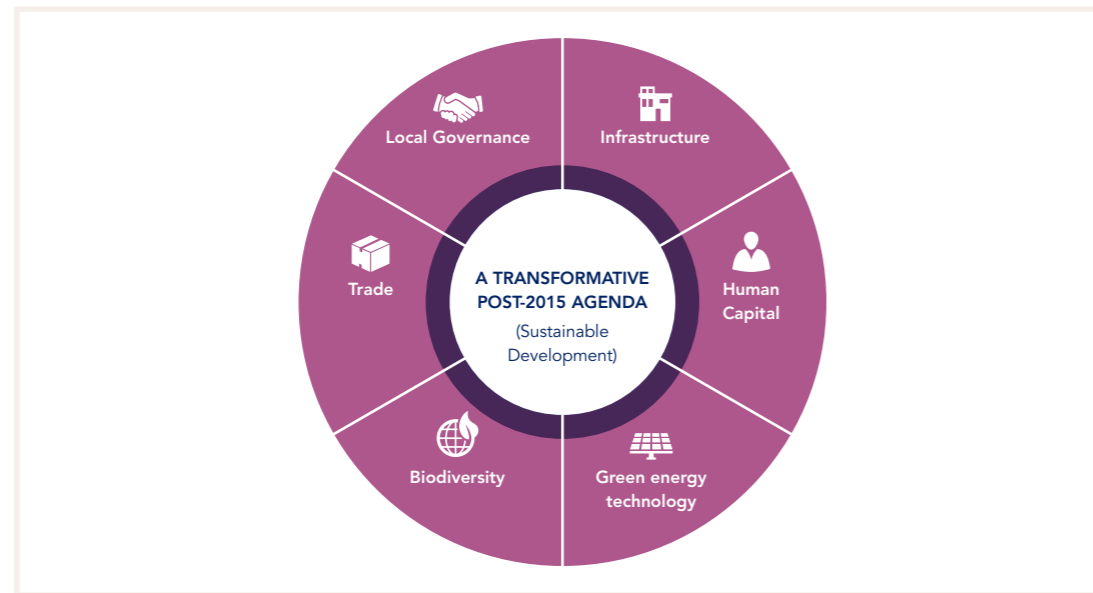 Local Governance
Infrastructure
Trade
A TRANSFORMATIVE
POST-2015 AGENDA
(Sustainable
Development)
Human
Capital
Biodiversity
Green energy
technology